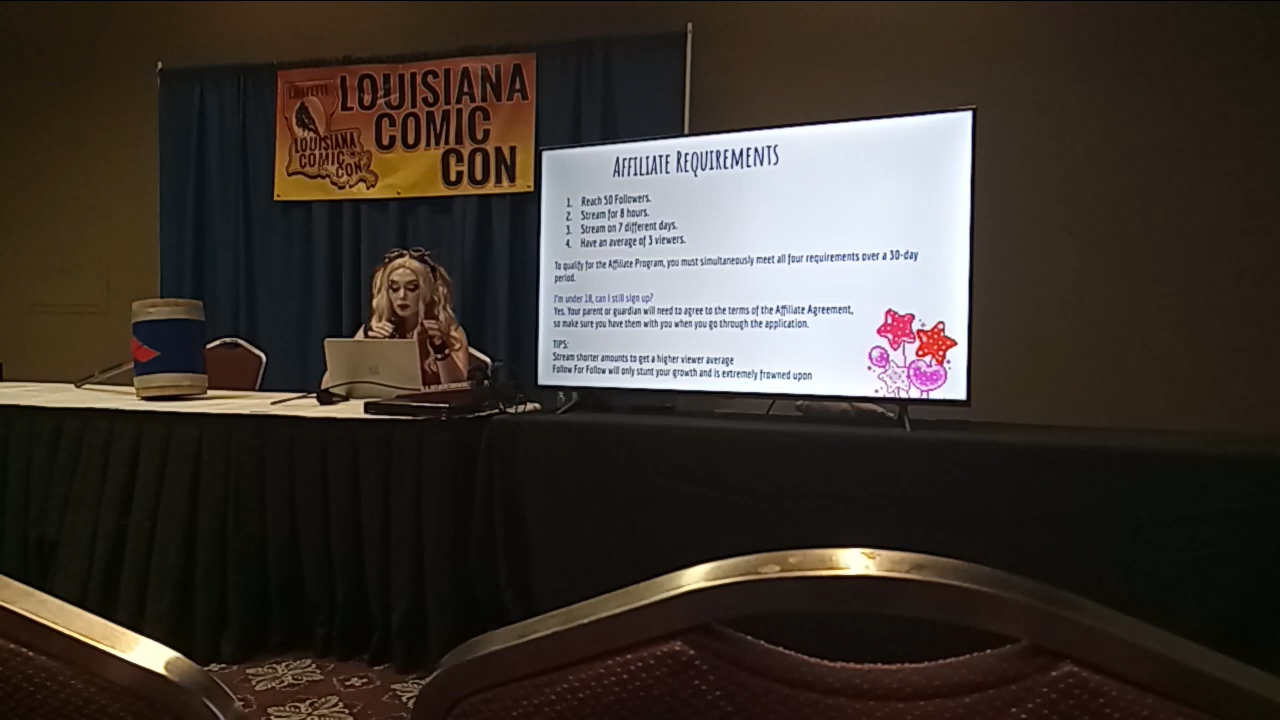 LAFAYETTE
LOUISIANA
COMIC
CON
LOUISIANA
COMIC
CON
AFFILIATE REQUIREMENTS
1. Reach 50 Followers.
2. Stream for 8 hours.
3. Stream on 7 different days.
4. Have an average of 3 viewers.
To qualify for the Affiliate Program, you must simultaneously meet all four requirements over a 30-day
period.
I'm under 18, can I still sign up?
Yes. Your parent or guardian will need to agree to the terms of the Affiliate Agreement,
so make sure you have them with you when you go through the application.
TIPS:
Stream shorter amounts to get a higher viewer average
Follow For Follow will only stunt your growth and is extremely frowned upon